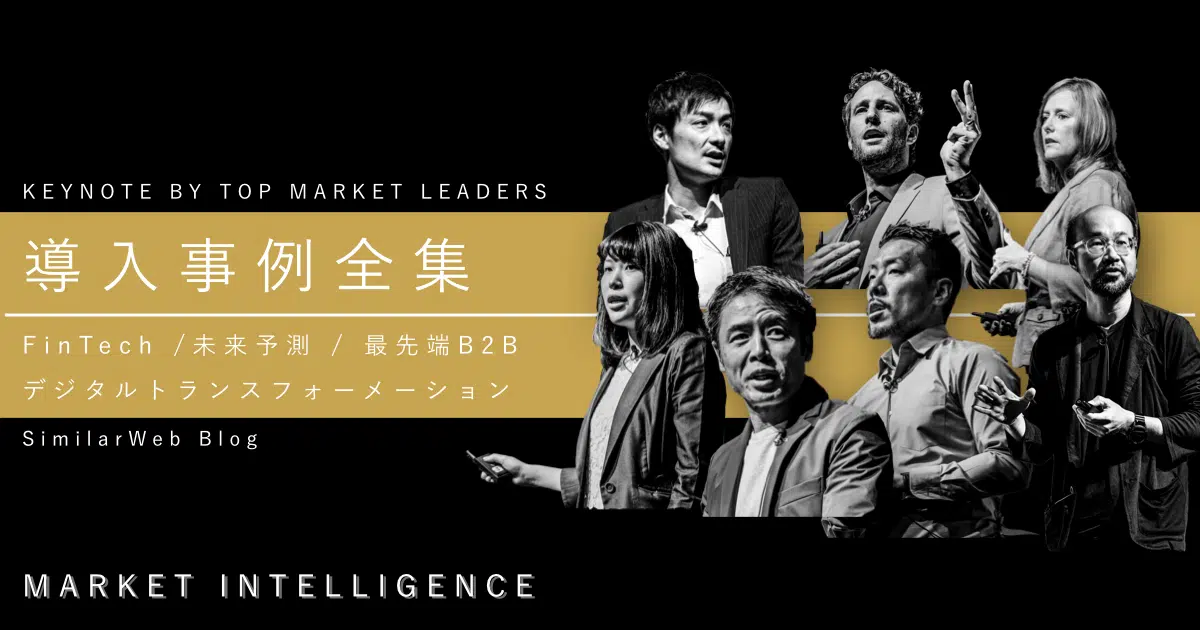 KEYNOTE BY TOP MARKET LEADERS
導入事例全集
FinTech /未来予測 / 最先端B2B
デジタルトランスフォーメーション
SimilarWeb Blog
MARKET INTELLIGENCE